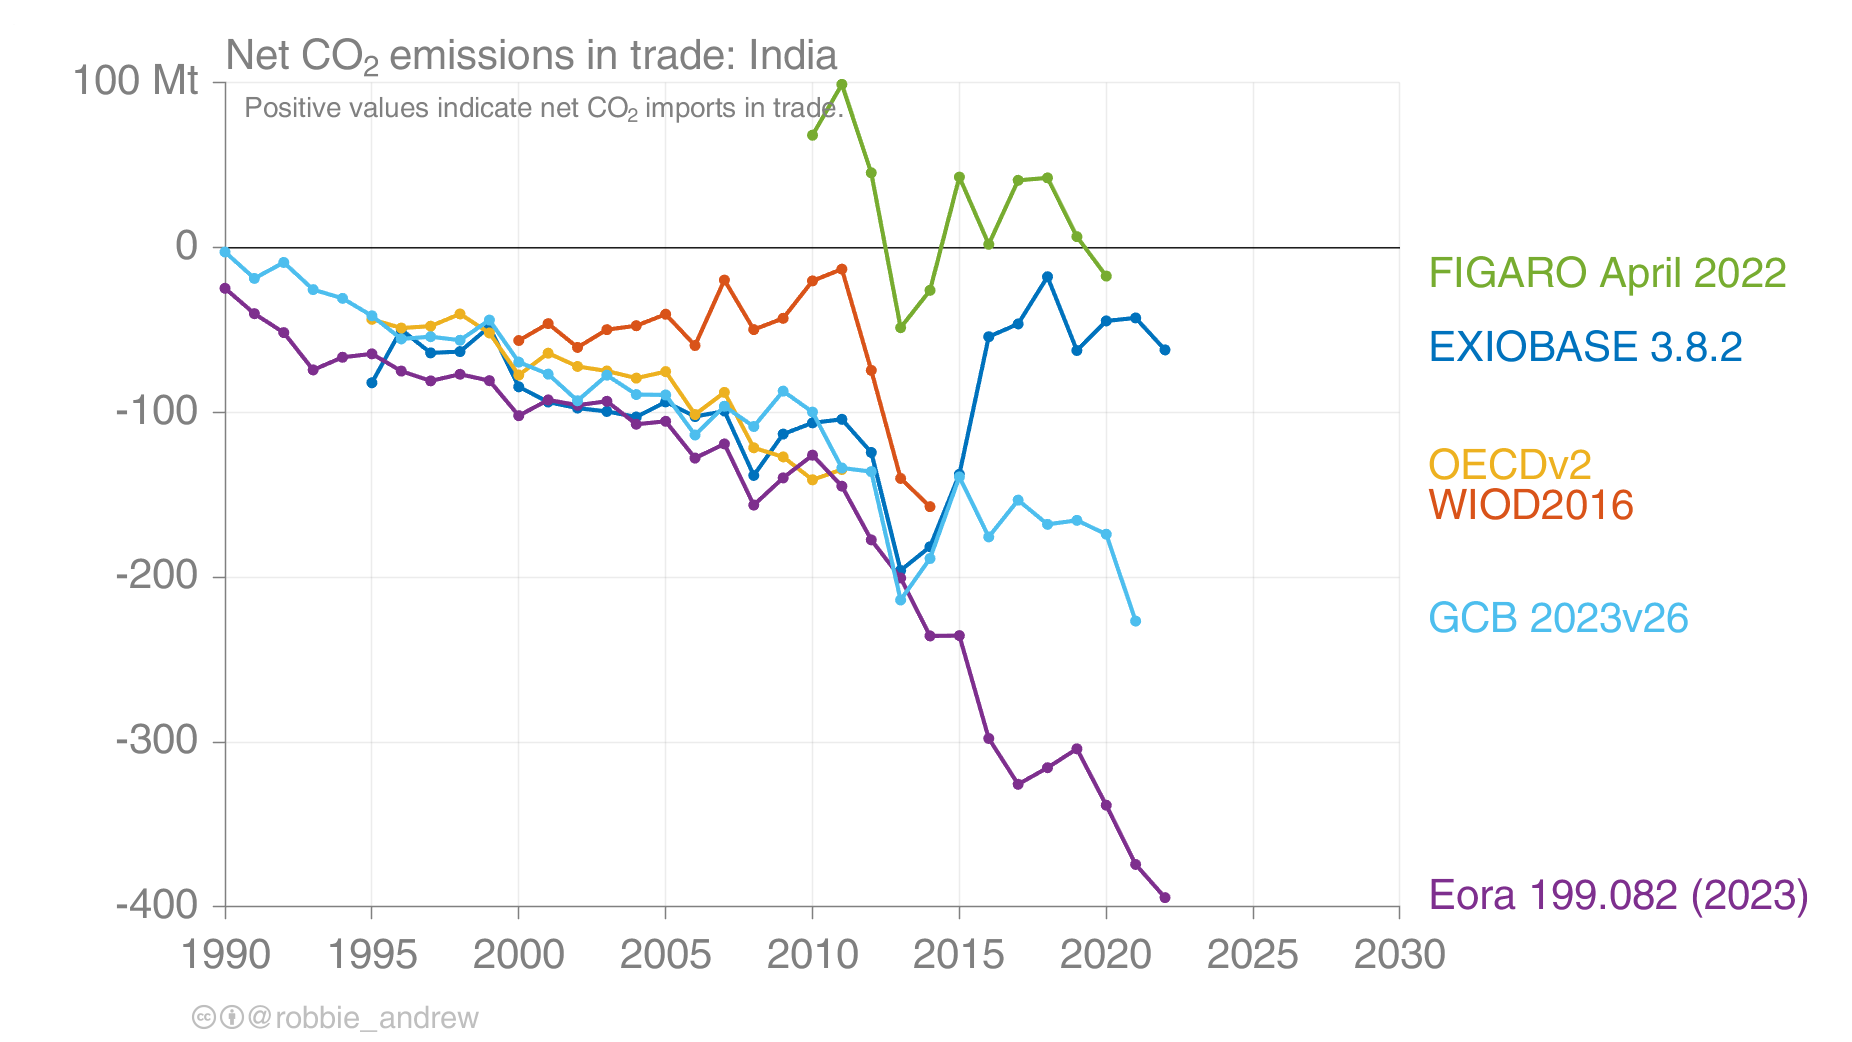 Net CO₂ emissions in trade: India
100 Mt
Positive values indicate net CO₂ imports in trade.
0
FIGARO April 2022
EXIOBASE 3.8.2
-100
OECDv2
WIOD2016
-200
GCB 2023v26
-300
-400
Eora 199.082 (2023)
1990 1995 2000 2005 2010 2015 2020 2025 2030
cc @robbie_andrew